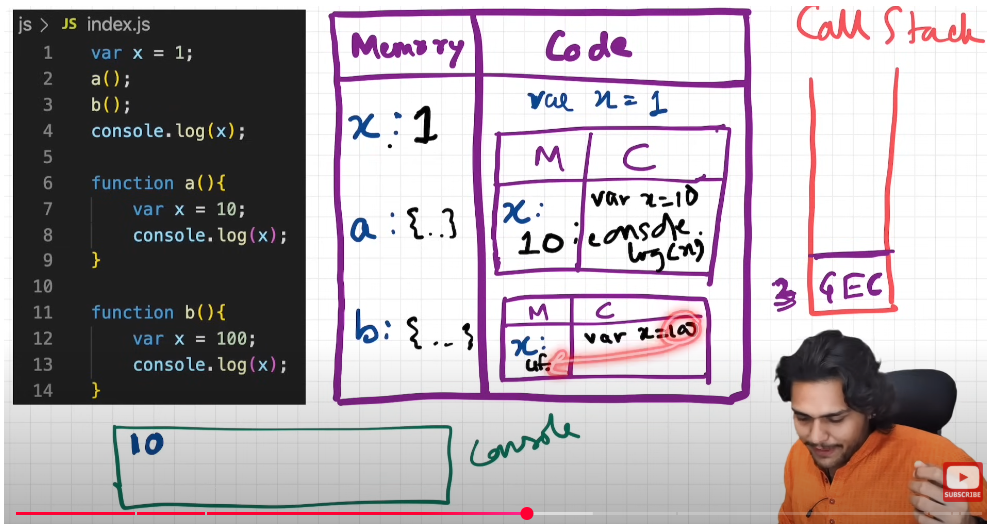 js > JS index.js
1 var x = 1;
2 a();
3 b();
4 console.log(x);
5
6 function a(){
7 var x = 10;
8 console.log(x);
9 }
10
11 function b(){
12 var x = 100;
13 console.log(x);
14 }
Memory Code
var x = 1
x : 1
M C
x : var x=10
10 ; console.
log(x)
a : {..}
b : {...}
M C
x : var x=100
uf.
Call Stack
GEC
10
Console
SUBSCRIBE